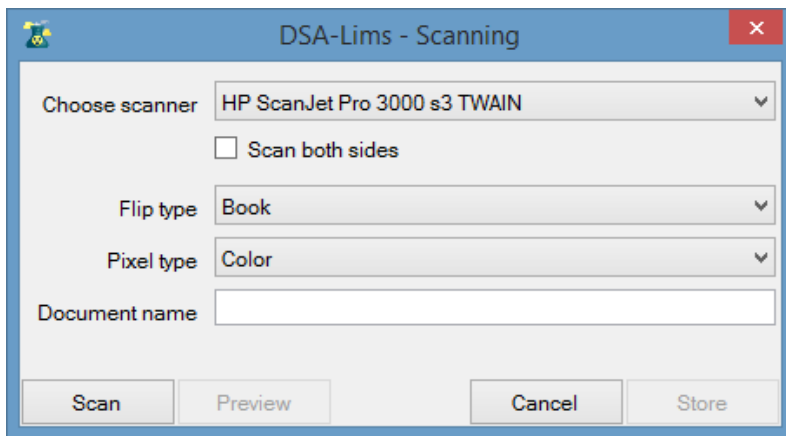 DSA-Lims - Scanning
Choose scanner HP ScanJet Pro 3000 s3 TWAIN
Scan both sides
Flip type Book
Pixel type Color
Document name
Scan Preview Cancel Store